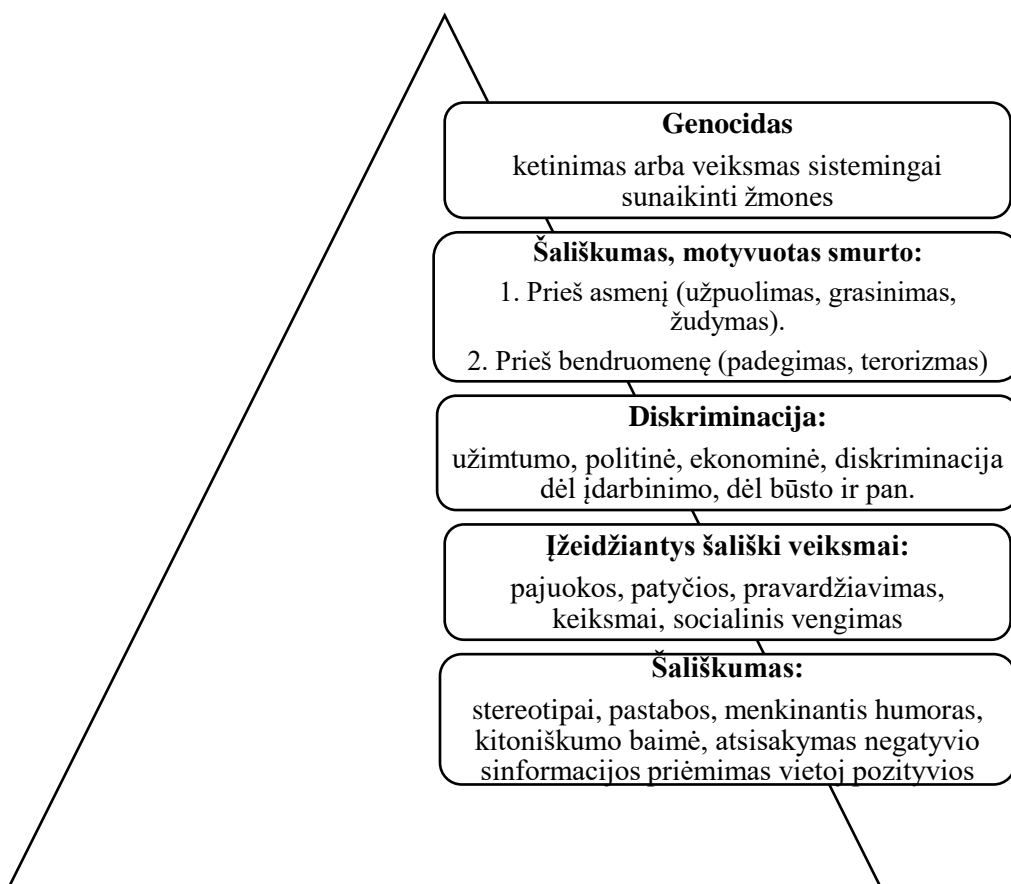 Genocidas
ketinimas arba veiksmas sistemingai
sunaikinti žmones
Šališkumas, motyvuotas smurto:
1. Prieš asmenį (užpuolimas, grasinimas,
žudymas).
2. Prieš bendruomenę (padegimas, terorizmas)
Diskriminacija:
užimtumo, politinė, ekonominė, diskriminacija
dėl įdarbinimo, dėl būsto ir pan.
Įžeidžiantys šališki veiksmai:
pajuokos, patyčios, pravardžiavimas,
keiksmai, socialinis vengimas
Šališkumas:
stereotipai, pastabos, menkinantis humoras,
kitoniškumo baimė, atsisakymas negatyvio
sinformacijos priėmimas vietoj pozityvios